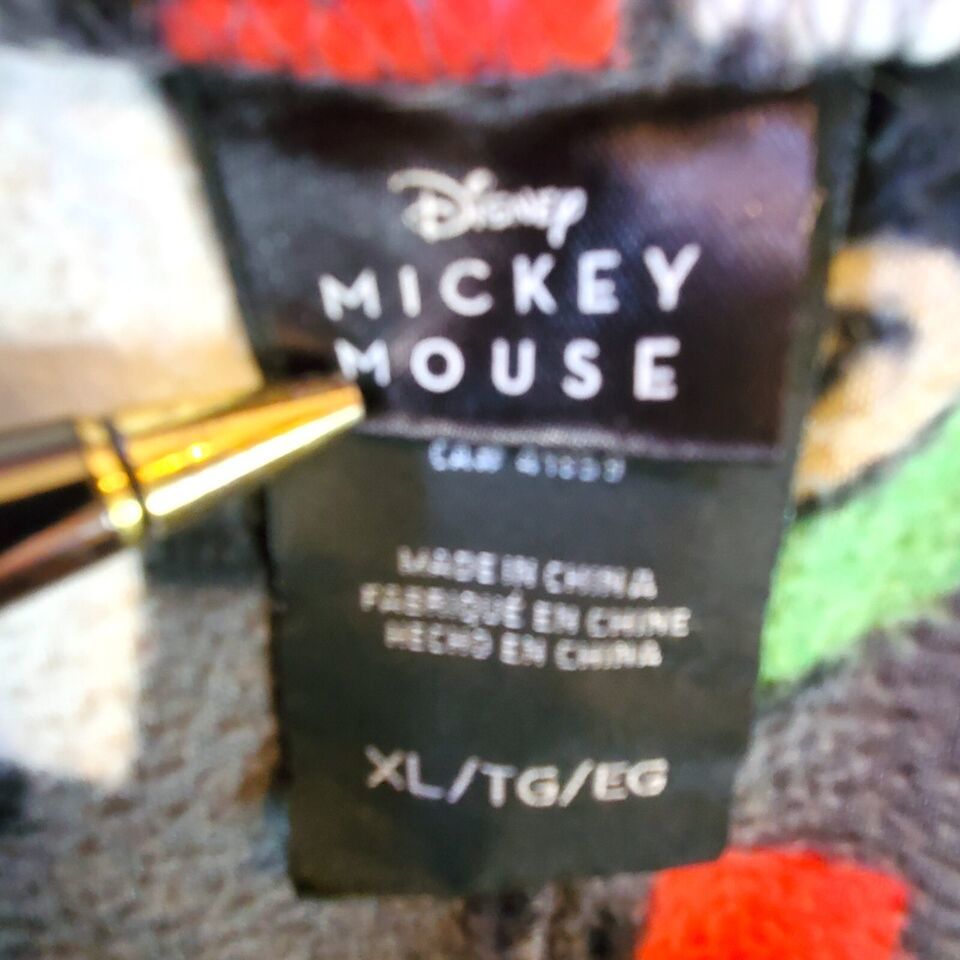 Disney
MICKEY
MOUSE
MADE IN CHINA
FABRIQUÉ EN CHINE
HECHO EN CHINA
XL/TG/EG